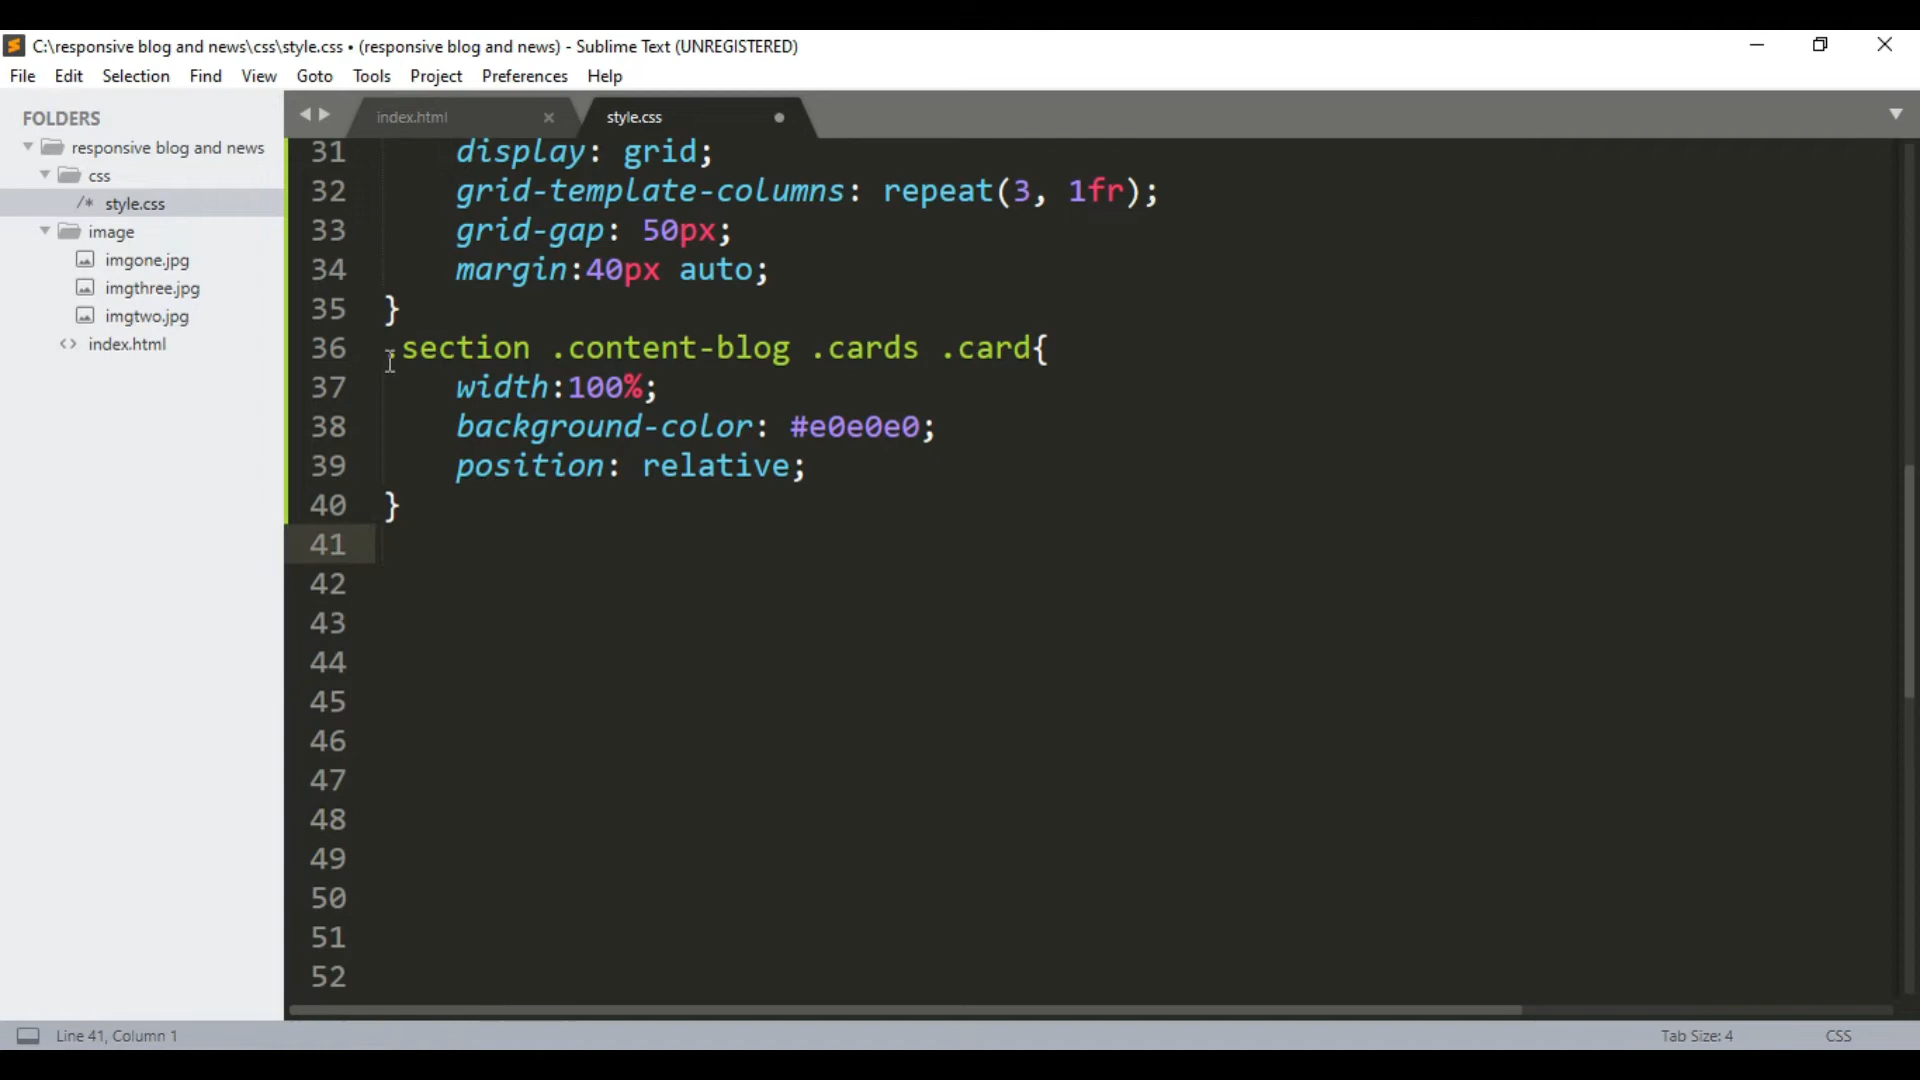 C:\responsive blog and news\css\style.css • (responsive blog and news) - Sublime Text (UNREGISTERED)
File Edit Selection Find View Goto Tools Project Preferences Help
FOLDERS
responsive blog and news
css
/* style.css
image
imgone.jpg
imgthree.jpg
imgtwo.jpg
<> index.html
index.html × style.css
31 display: grid;
32 grid-template-columns: repeat(3, 1fr);
33 grid-gap: 50px;
34 margin:40px auto;
35 }
36 .section .content-blog .cards .card{
37 width:100%;
38 background-color: #e0e0e0;
39 position: relative;
40 }
41
42
43
44
45
46
47
48
49
50
51
52
Line 41, Column 1 Tab Size: 4 CSS